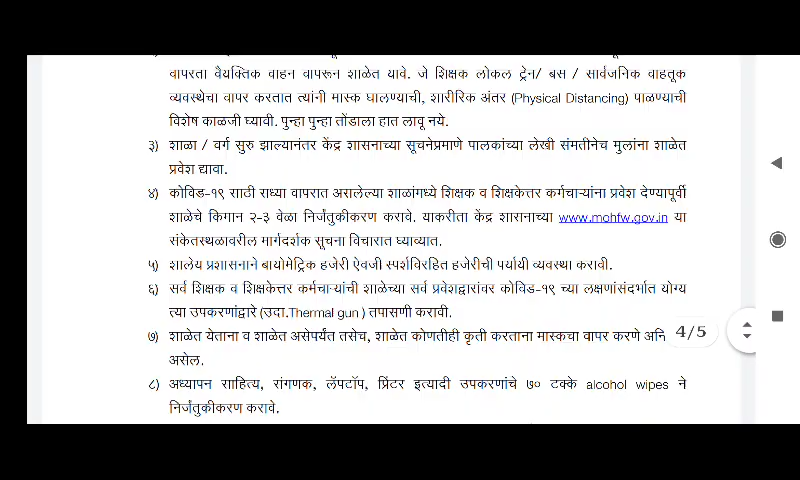 वापरता वैयक्तिक वाहन वापरून शाळेत यावे. जे शिक्षक लोकल ट्रेन/ बस / सार्वजनिक वाहतूक
व्यवस्थेचा वापर करतात त्यांनी मास्क घालण्याची, शारीरिक अंतर (Physical Distancing) पाळण्याची
विशेष काळजी घ्यावी. पुन्हा पुन्हा तोंडाला हात लावू नये.
३) शाळा / वर्ग सुरु झाल्यानंतर केंद्र शासनाच्या सूचनेप्रमाणे पालकांच्या लेखी संमतीनेच मुलांना शाळेत
प्रवेश द्यावा.
४) कोविड-१९ साठी सध्या वापरात असलेल्या शाळांमध्ये शिक्षक व शिक्षकेत्तर कर्मचाऱ्यांना प्रवेश देण्यापूर्वी
शाळेचे किमान २-३ वेळा निर्जंतुकीकरण करावे. याकरीता केंद्र शासनाच्या www.mohfw.gov.in या
संकेतस्थळावरील मार्गदर्शक सूचना विचारात घ्याव्यात.
५) शालेय प्रशासनाने बायोमेट्रिक हजेरी ऐवजी स्पर्शविरहित हजेरीची पर्यायी व्यवस्था करावी.
६) सर्व शिक्षक व शिक्षकेत्तर कर्मचाऱ्यांची शाळेच्या सर्व प्रवेशद्वारांवर कोविड-१९ च्या लक्षणांसंदर्भात योग्य
त्या उपकरणांद्वारे (उदा.Thermal gun ) तपासणी करावी.
७) शाळेत येताना व शाळेत असेपर्यंत तसेच, शाळेत कोणतीही कृती करताना मास्कचा वापर करणे अनि
असेल.
4/5
८) अध्यापन साहित्य, संगणक, लॅपटॉप, प्रिंटर इत्यादी उपकरणांचे ७० टक्के alcohol wipes ने
निर्जंतुकीकरण करावे.